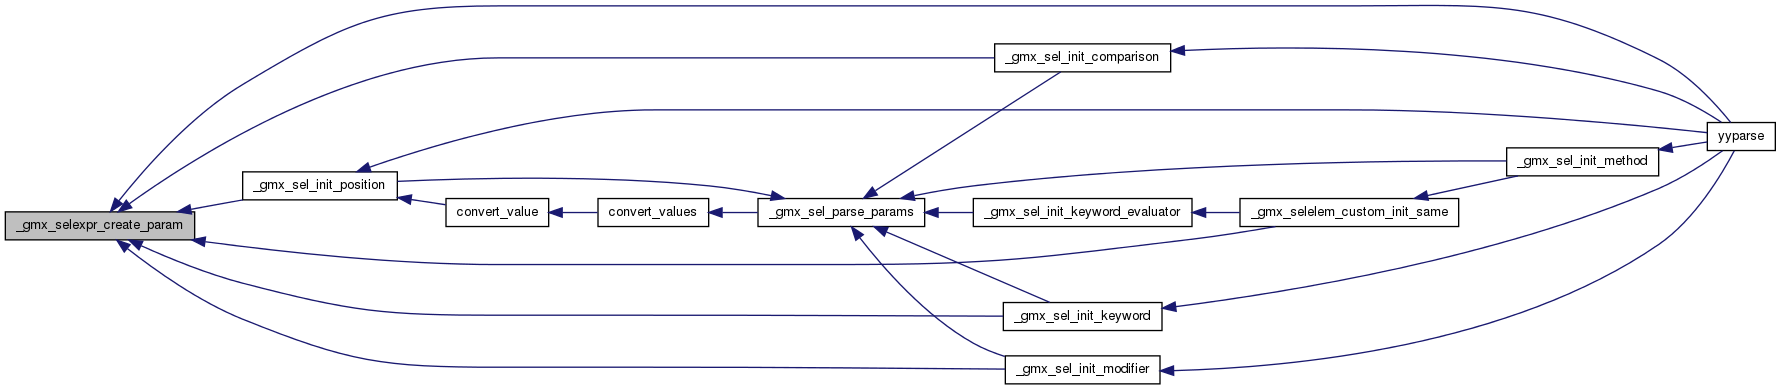 _gmx_selexpr_create_param
_gmx_sel_init_position
convert_value
convert_values
_gmx_sel_parse_params
_gmx_sel_init_comparison
_gmx_sel_init_keyword_evaluator
_gmx_sel_init_keyword
_gmx_sel_init_modifier
_gmx_selelem_custom_init_same
_gmx_sel_init_method
yyparse